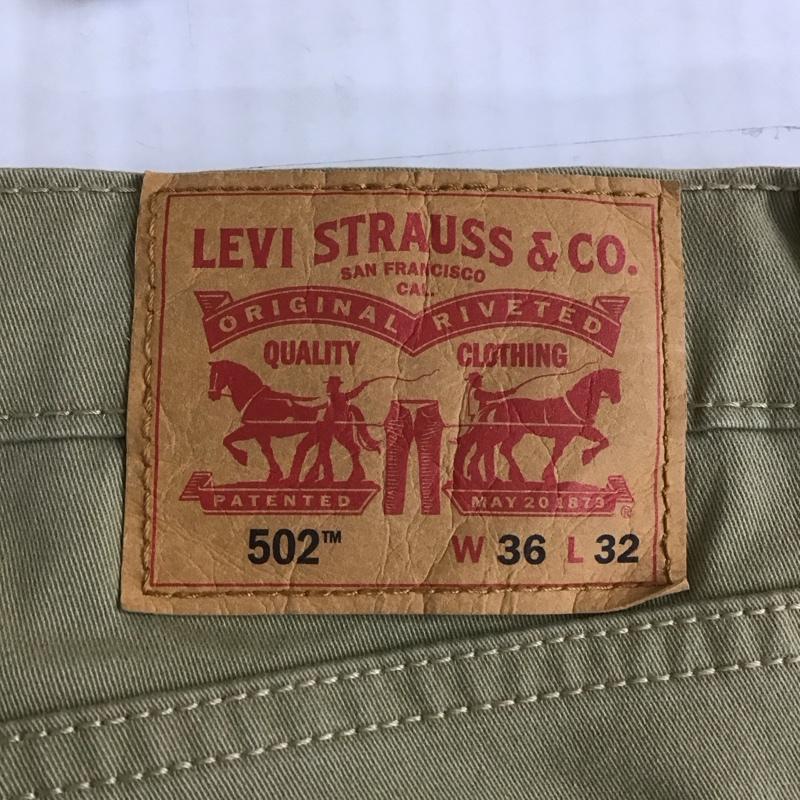 LEVI STRAUSS & CO.
SAN FRANCISCO
CAL.
ORIGINAL RIVETED
QUALITY CLOTHING
PATENTED MAY 20 1873 ®
502™ W 36 L 32